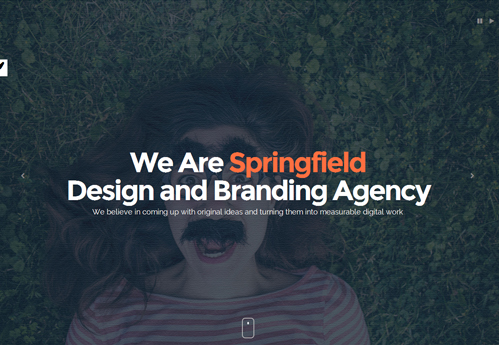 We Are Springfield
Design and Branding Agency
We believe in coming up with original ideas and turning them into measurable digital work